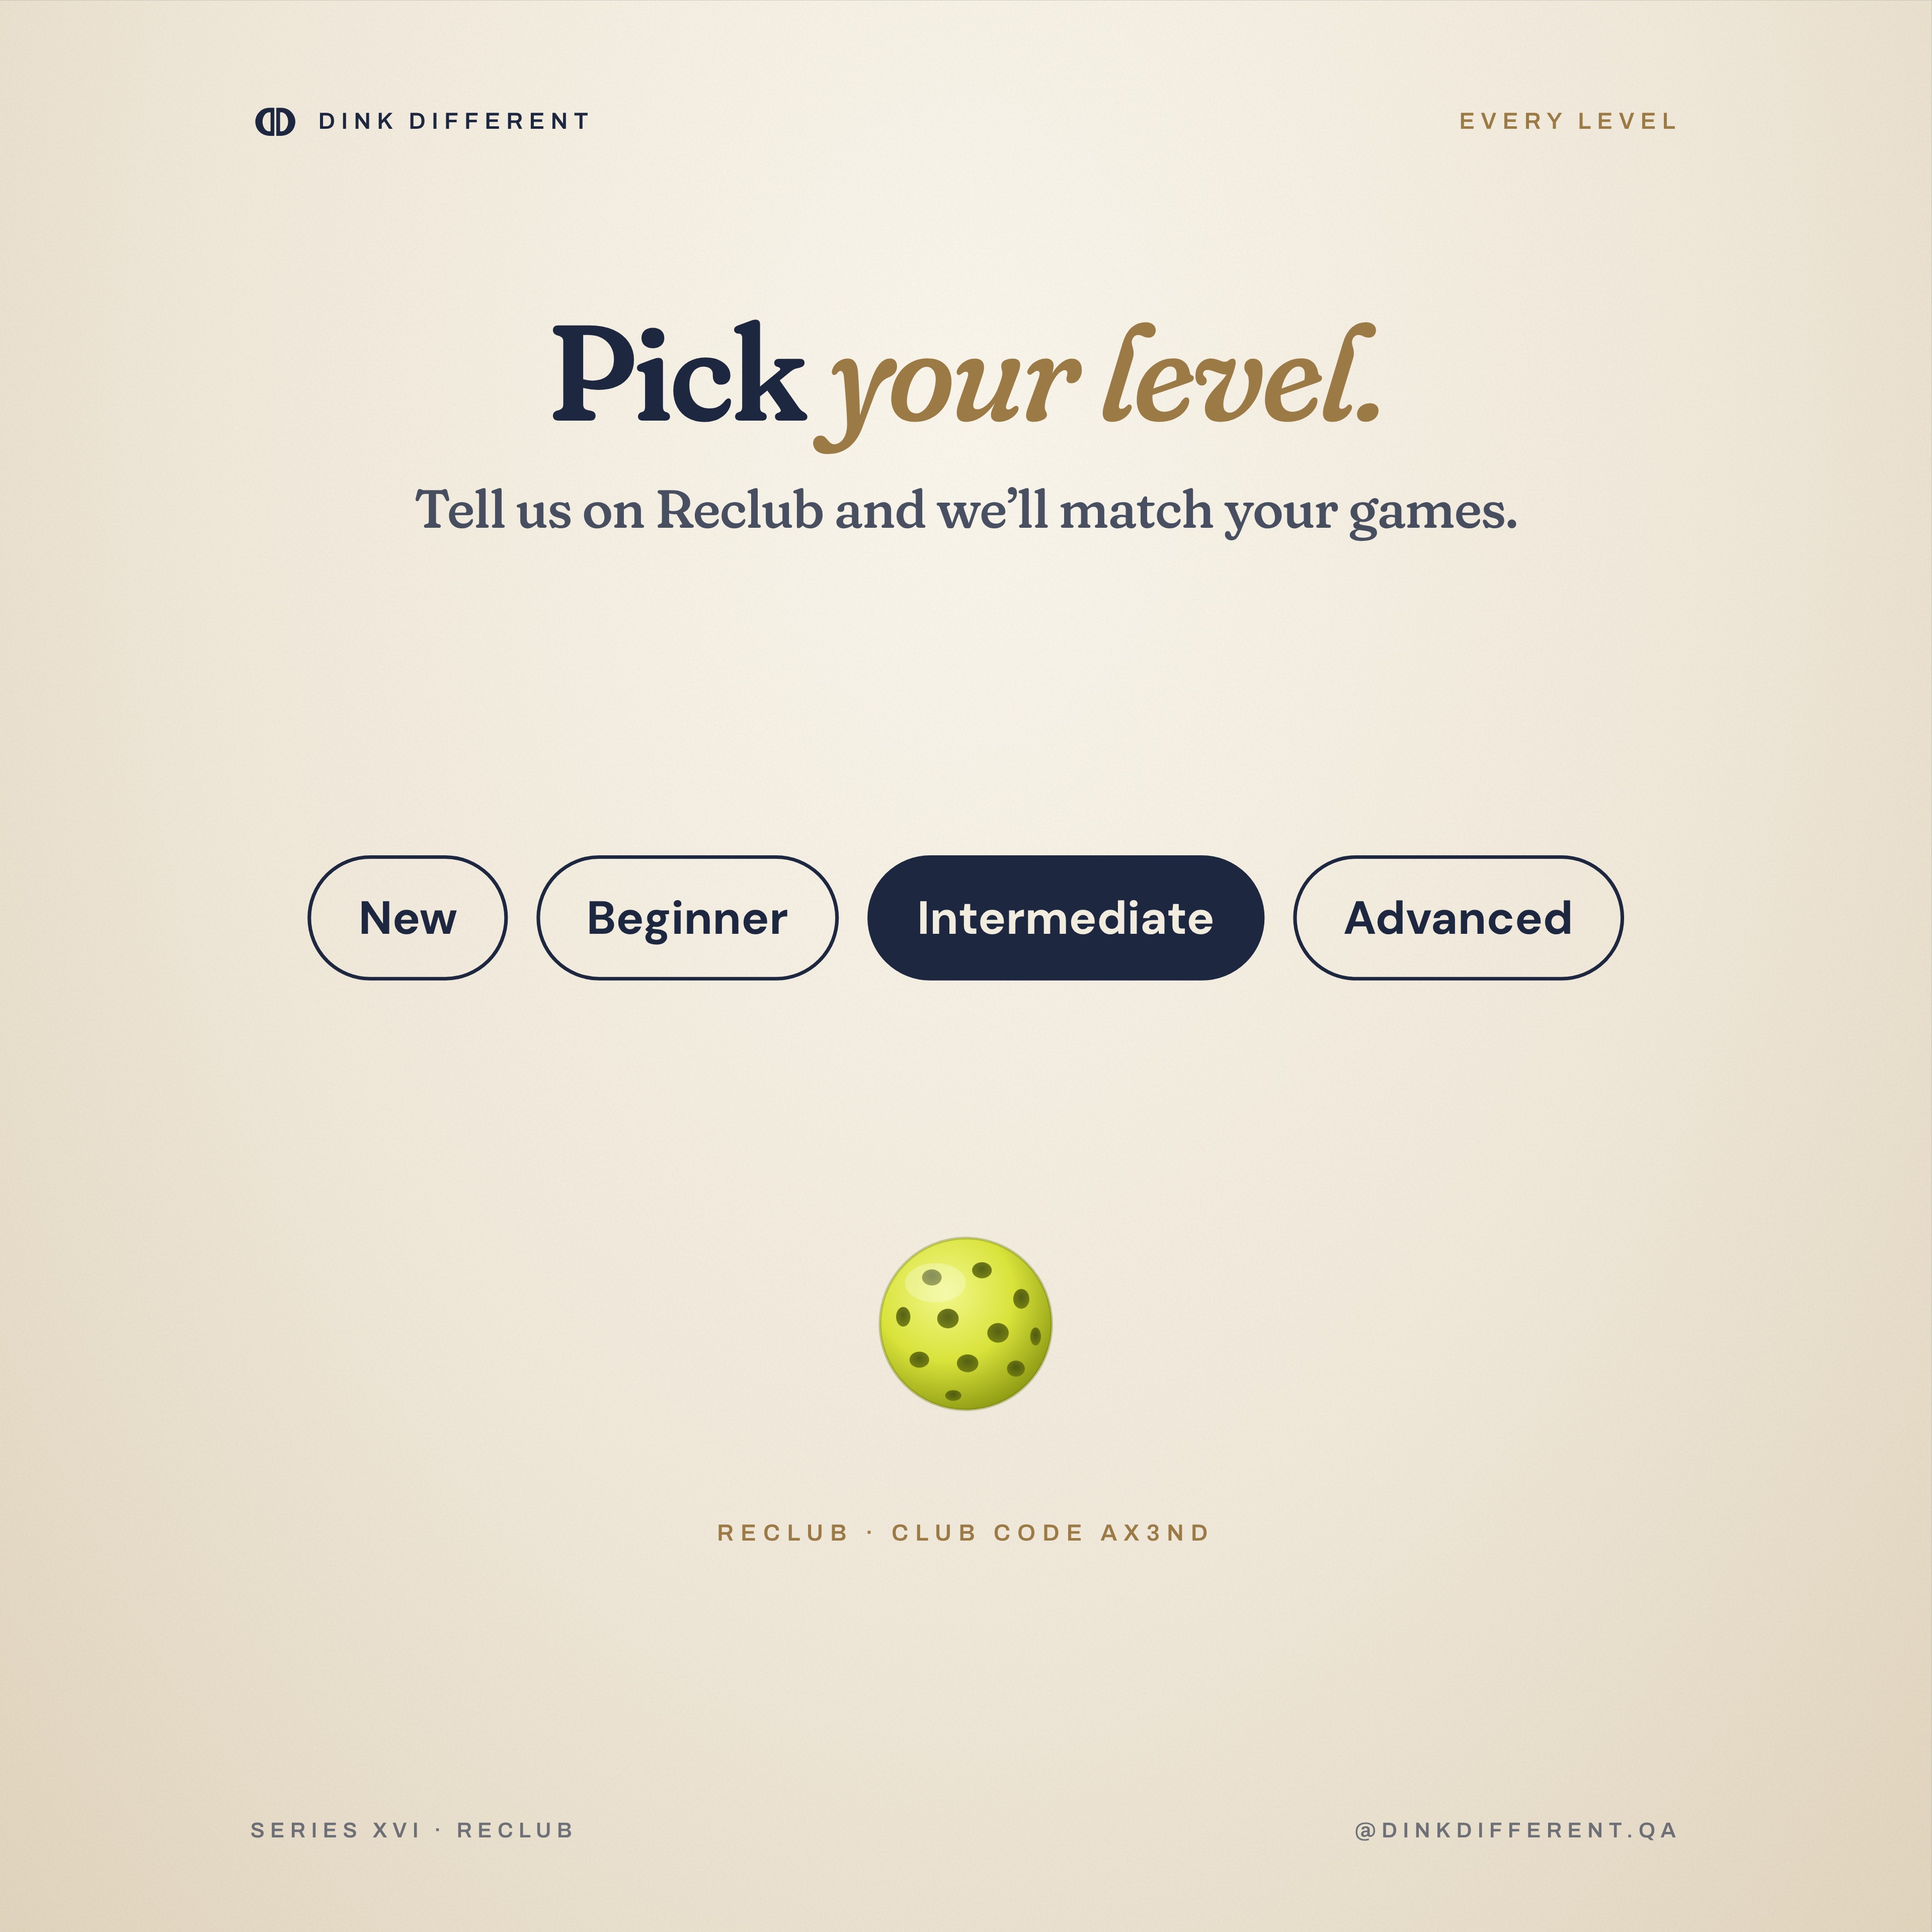 DINK DIFFERENT
EVERY LEVEL
Pick your level.
Tell us on Reclub and we’ll match your games.
New
Beginner
Intermediate
Advanced
RECLUB · CLUB CODE AX3ND
SERIES XVI · RECLUB
@DINKDIFFERENT.QA